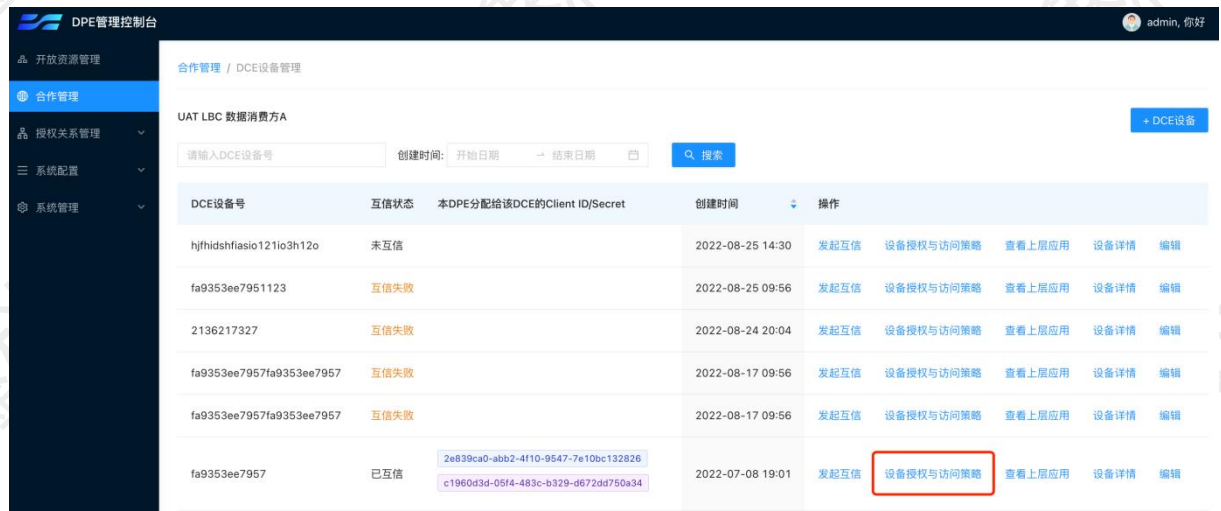 DPE管理控制台
admin, 你好
开放资源管理
合作管理
授权关系管理
系统配置
系统管理
合作管理 / DCE设备管理
UAT LBC 数据消费方A
+ DCE设备
请输入DCE设备号 创建时间: 开始日期 → 结束日期 搜索
DCE设备号 互信状态 本DPE分配给该DCE的Client ID/Secret 创建时间 操作
hjfhidshfiasio121io3h12o 未互信 2022-08-25 14:30 发起互信 设备授权与访问策略 查看上层应用 设备详情 编辑
fa9353ee7951123 互信失败 2022-08-25 09:56 发起互信 设备授权与访问策略 查看上层应用 设备详情 编辑
2136217327 互信失败 2022-08-24 20:04 发起互信 设备授权与访问策略 查看上层应用 设备详情 编辑
fa9353ee7957fa9353ee7957 互信失败 2022-08-17 09:56 发起互信 设备授权与访问策略 查看上层应用 设备详情 编辑
fa9353ee7957fa9353ee7957 互信失败 2022-08-17 09:56 发起互信 设备授权与访问策略 查看上层应用 设备详情 编辑
2e839ca0-abb2-4f10-9547-7e10bc132826
fa9353ee7957 已互信 2022-07-08 19:01 发起互信 设备授权与访问策略 查看上层应用 设备详情 编辑
c1960d3d-05f4-483c-b329-d672dd750a34